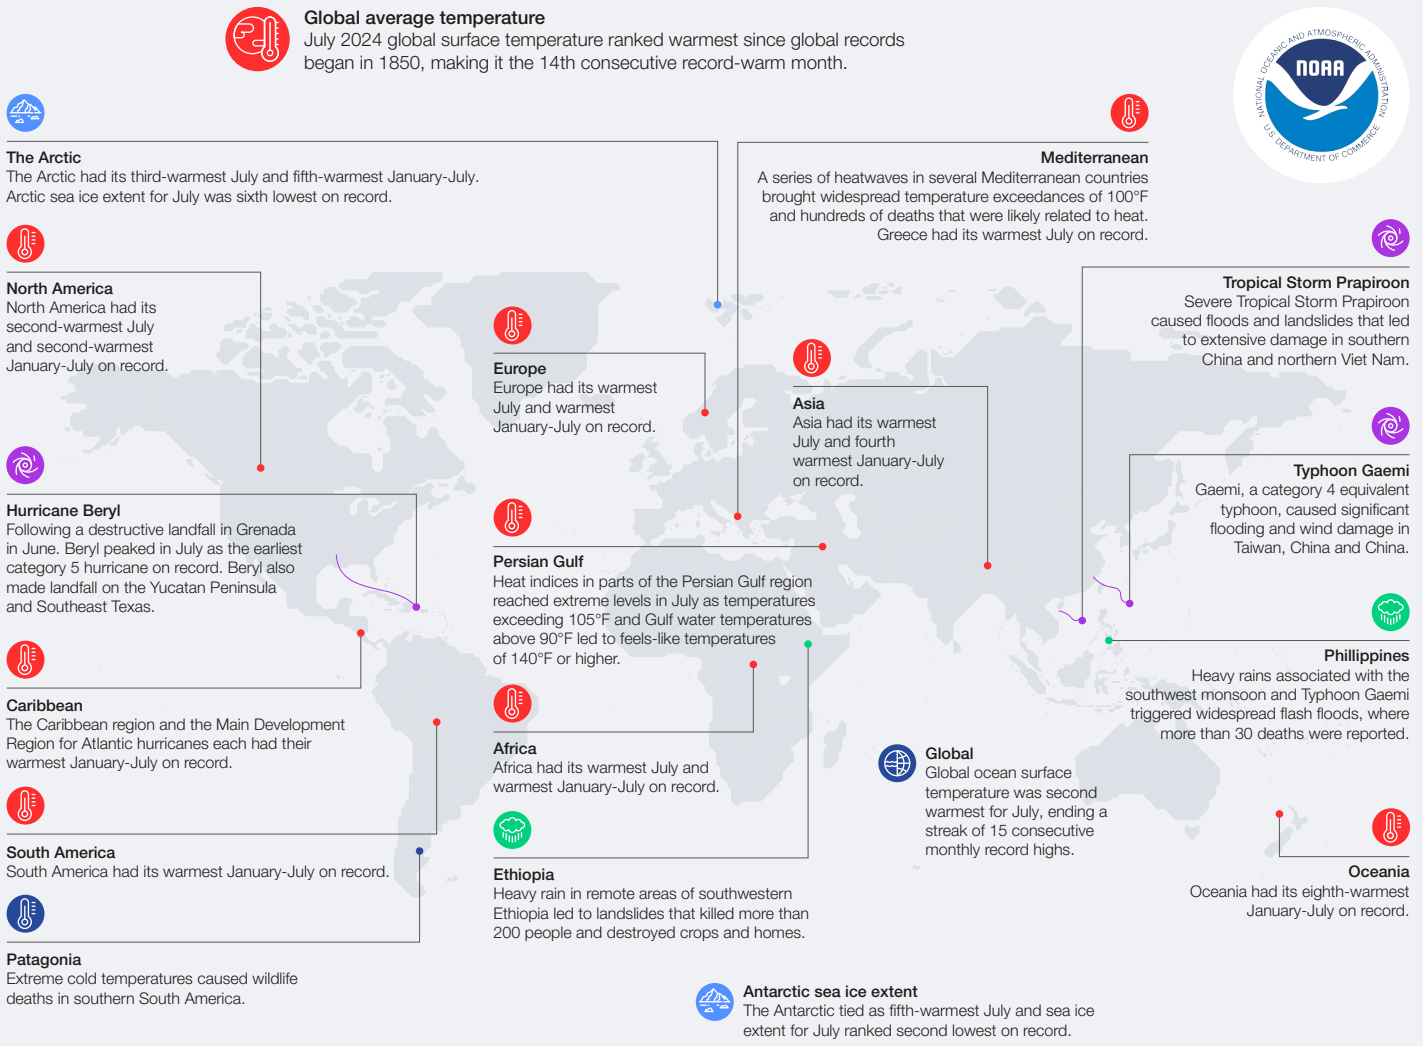 Global average temperature
July 2024 global surface temperature ranked warmest since global records
began in 1850, making it the 14th consecutive record-warm month.
NATIONAL OCEANIC AND ATMOSPHERIC ADMINISTRATION
NOAA
U.S. DEPARTMENT OF COMMERCE
The Arctic
The Arctic had its third-warmest July and fifth-warmest January-July.
Arctic sea ice extent for July was sixth lowest on record.
Mediterranean
A series of heatwaves in several Mediterranean countries
brought widespread temperature exceedances of 100°F
and hundreds of deaths that were likely related to heat.
Greece had its warmest July on record.
North America
North America had its
second-warmest July
and second-warmest
January-July on record.
Tropical Storm Prapiroon
Severe Tropical Storm Prapiroon
caused floods and landslides that led
to extensive damage in southern
China and northern Viet Nam.
Europe
Europe had its warmest
July and warmest
January-July on record.
Asia
Asia had its warmest
July and fourth
warmest January-July
on record.
Typhoon Gaemi
Gaemi, a category 4 equivalent
typhoon, caused significant
flooding and wind damage in
Taiwan, China and China.
Hurricane Beryl
Following a destructive landfall in Grenada
in June. Beryl peaked in July as the earliest
category 5 hurricane on record. Beryl also
made landfall on the Yucatan Peninsula
and Southeast Texas.
Persian Gulf
Heat indices in parts of the Persian Gulf region
reached extreme levels in July as temperatures
exceeding 105°F and Gulf water temperatures
above 90°F led to feels-like temperatures
of 140°F or higher.
Phillippines
Heavy rains associated with the
southwest monsoon and Typhoon Gaemi
triggered widespread flash floods, where
more than 30 deaths were reported.
Caribbean
The Caribbean region and the Main Development
Region for Atlantic hurricanes each had their
warmest January-July on record.
Africa
Africa had its warmest July and
warmest January-July on record.
Global
Global ocean surface
temperature was second
warmest for July, ending a
streak of 15 consecutive
monthly record highs.
South America
South America had its warmest January-July on record.
Ethiopia
Heavy rain in remote areas of southwestern
Ethiopia led to landslides that killed more than
200 people and destroyed crops and homes.
Oceania
Oceania had its eighth-warmest
January-July on record.
Patagonia
Extreme cold temperatures caused wildlife
deaths in southern South America.
Antarctic sea ice extent
The Antarctic tied as fifth-warmest July and sea ice
extent for July ranked second lowest on record.